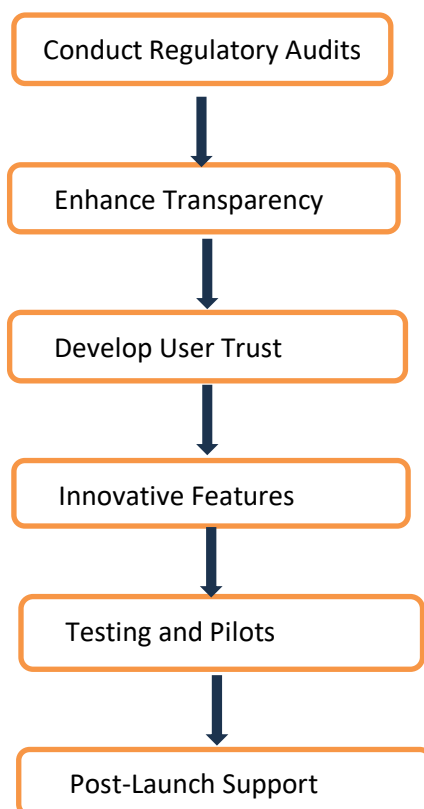 Conduct Regulatory Audits
Enhance Transparency
Develop User Trust
Innovative Features
Testing and Pilots
Post-Launch Support